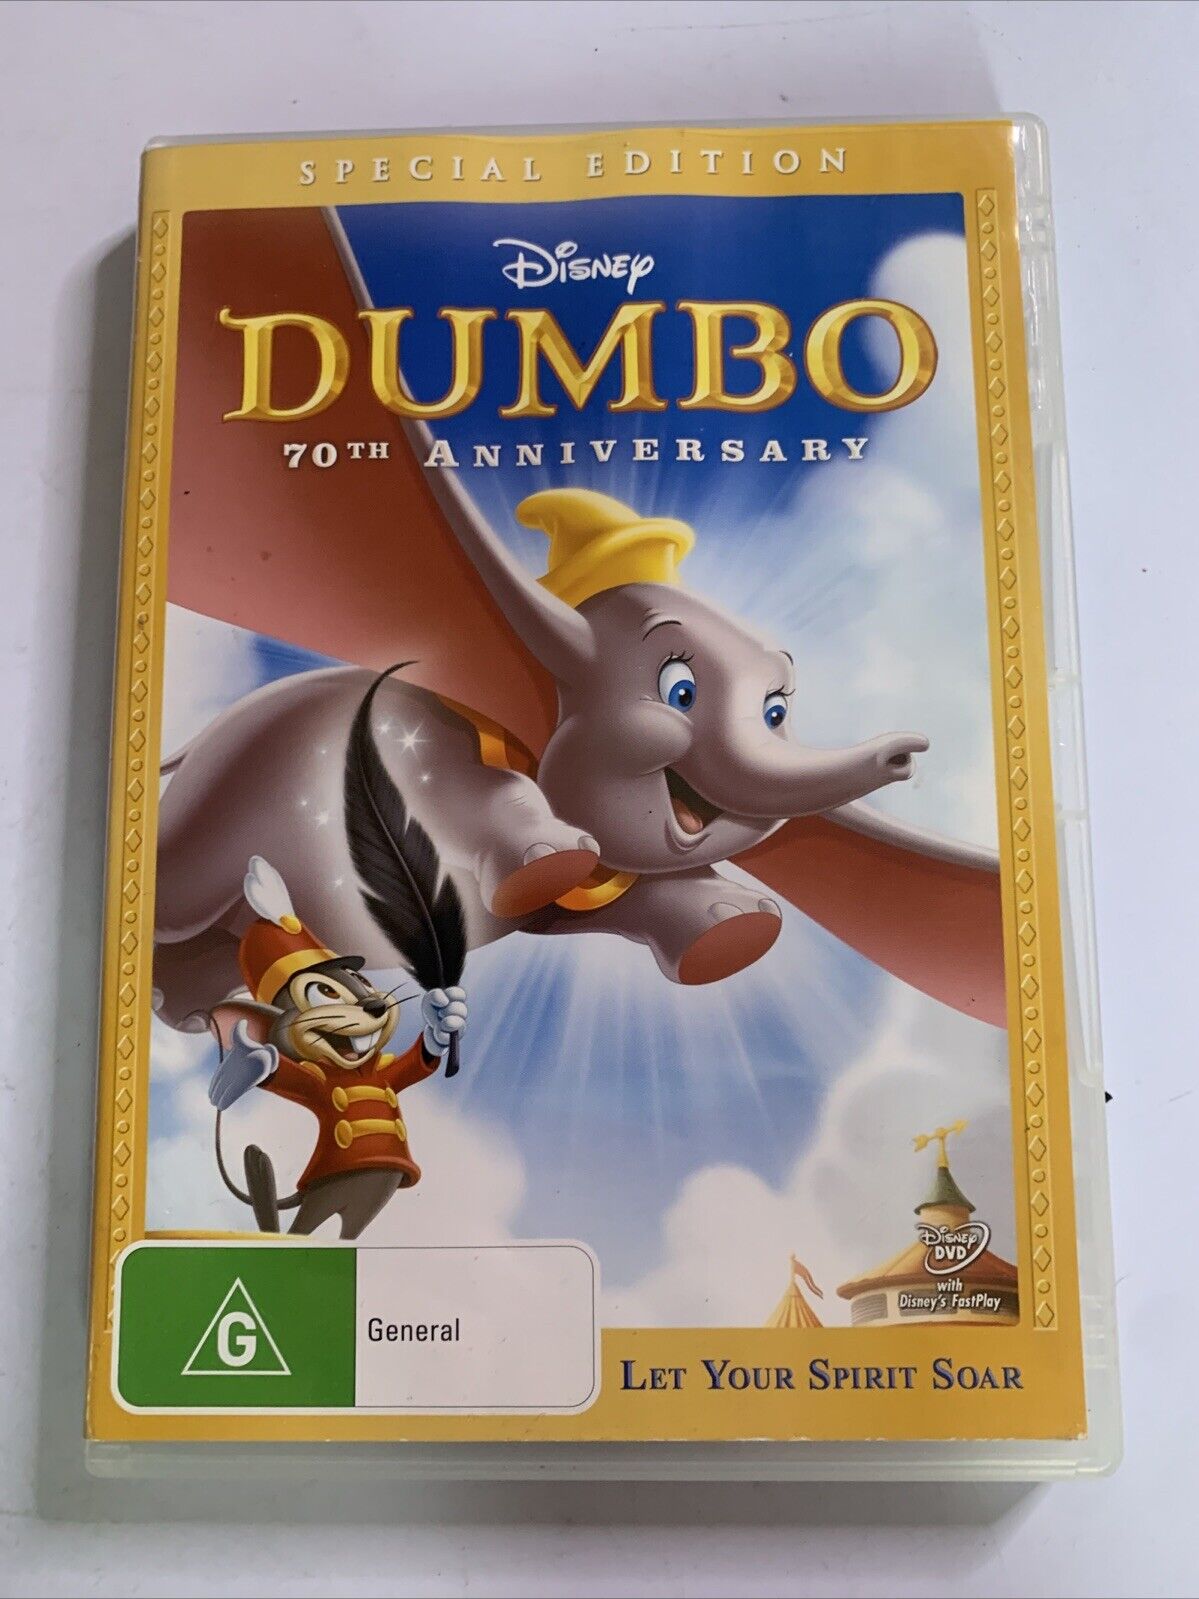 SPECIAL EDITION
Disney
DUMBO
70TH ANNIVERSARY
Disney
DVD
with
Disney's FastPlay
G
General
LET YOUR SPIRIT SOAR